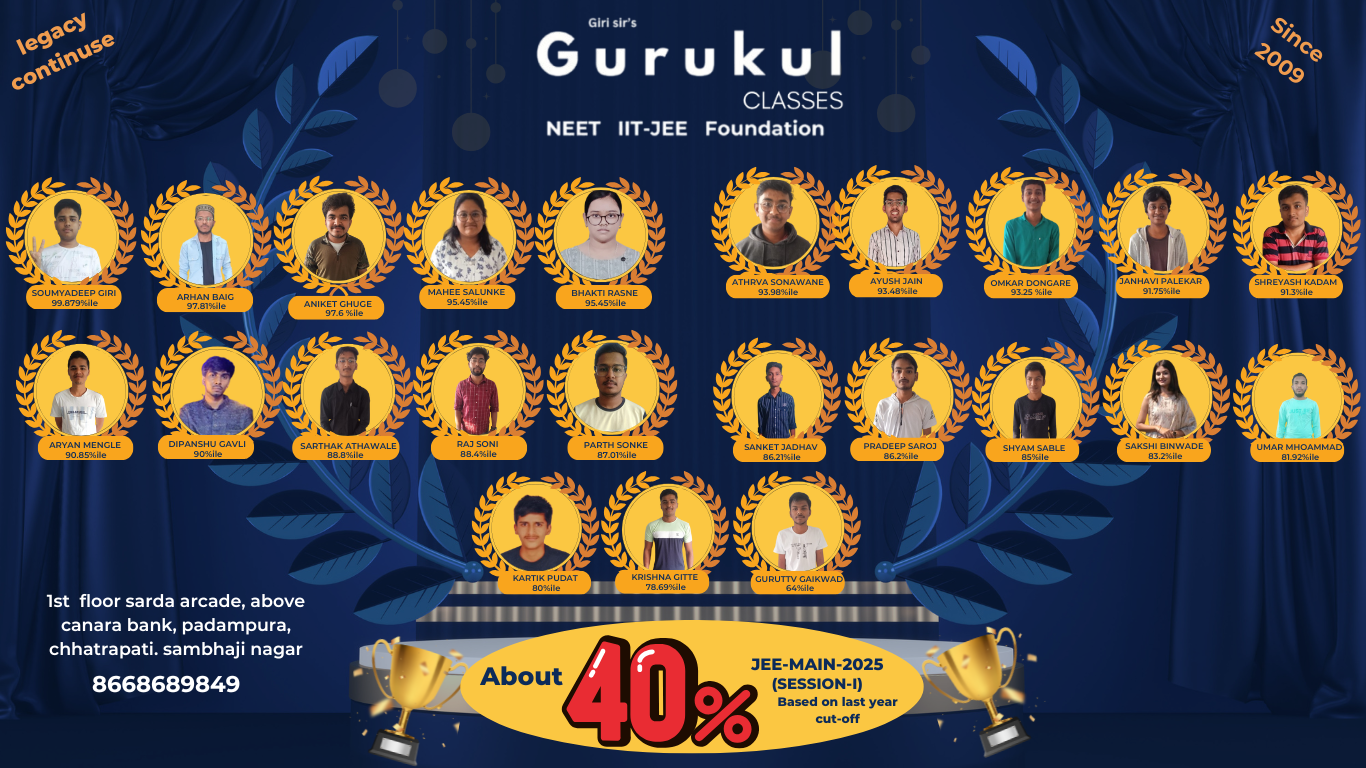 legacy
continuse
Giri sir's
Gurukul
CLASSES
NEET IIT-JEE Foundation
Since
2009
SOUMYADEEP GIRI
99.879%ile
ARHAN BAIG
97.81%ile
ANIKET GHUGE
97.6 %ile
MAHEE SALUNKE
95.45%ile
BHAKTI RASNE
95.45%ile
ATHRVA SONAWANE
93.98%ile
AYUSH JAIN
93.48%ile
OMKAR DONGARE
93.25 %ile
JANHAVI PALEKAR
91.75%ile
SHREYASH KADAM
91.3%ile
ARYAN MENGLE
90.85%ile
DIPANSHU GAVLI
90%ile
SARTHAK ATHAWALE
88.8%ile
RAJ SONI
88.4%ile
PARTH SONKE
87.01%ile
SANKET JADHAV
86.21%ile
PRADEEP SAROJ
86.2%ile
SHYAM SABLE
85%ile
SAKSHI BINWADE
83.2%ile
UMAR MHOAMMAD
81.92%ile
KARTIK PUDAT
80%ile
KRISHNA GITTE
78.69%ile
GURUTTV GAIKWAD
64%ile
1st floor sarda arcade, above
canara bank, padampura,
chhatrapati. sambhaji nagar
8668689849
About 40%
JEE-MAIN-2025
(SESSION-I)
Based on last year
cut-off